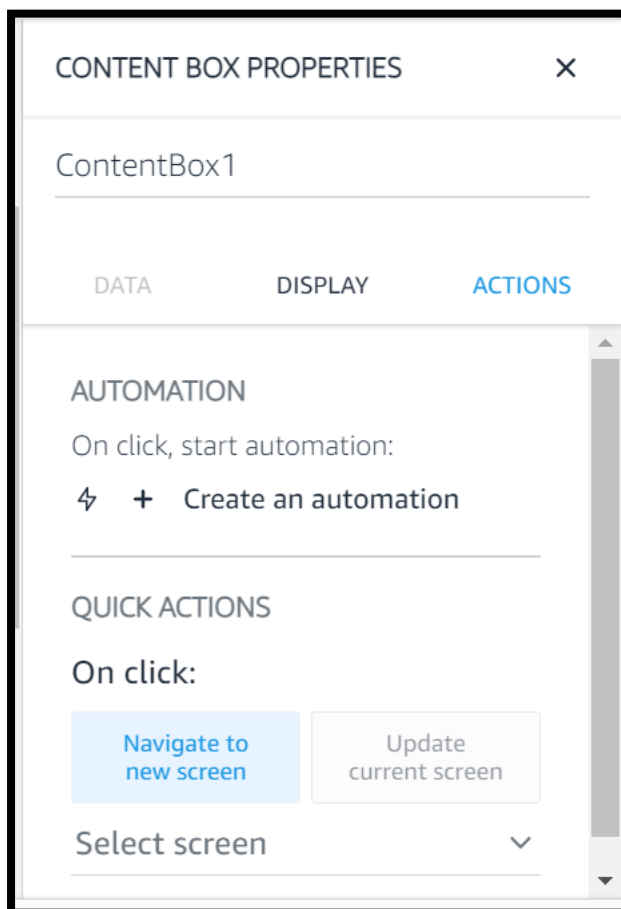 CONTENT BOX PROPERTIES
ContentBox1
DATA DISPLAY ACTIONS
AUTOMATION
On click, start automation:
+ Create an automation
QUICK ACTIONS
On click:
Navigate to
new screen
Update
current screen
Select screen